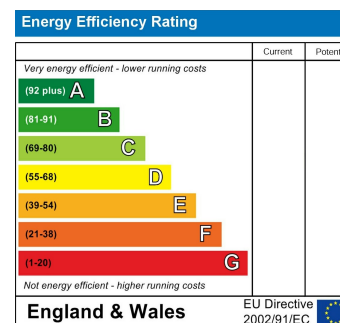 Energy Efficiency Rating
Current Potent
Very energy efficient - lower running costs
(92 plus) A
(81-91) B
(69-80) C
(55-68) D
(39-54) E
(21-38) F
(1-20) G
Not energy efficient - higher running costs
England & Wales
EU Directive
2002/91/EC